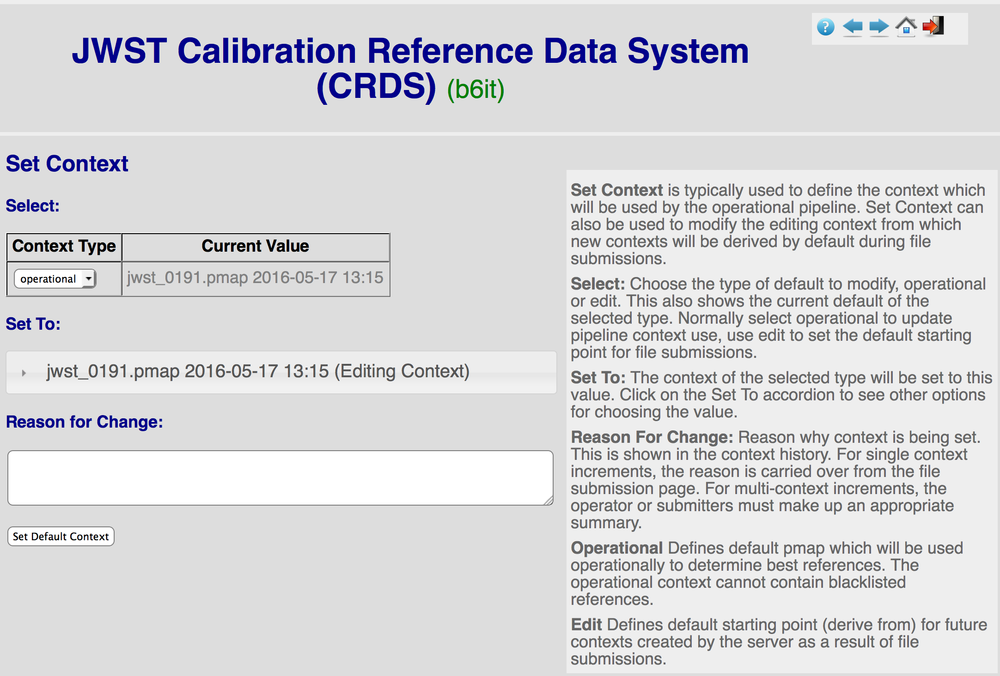 JWST Calibration Reference Data System
(CRDS) (b6it)
Set Context
Select:
Context Type Current Value
operational jwst_0191.pmap 2016-05-17 13:15
Set To:
jwst_0191.pmap 2016-05-17 13:15 (Editing Context)
Reason for Change:
Set Default Context
Set Context is typically used to define the context which
will be used by the operational pipeline. Set Context can
also be used to modify the editing context from which
new contexts will be derived by default during file
submissions.
Select: Choose the type of default to modify, operational
or edit. This also shows the current default of the
selected type. Normally select operational to update
pipeline context use, use edit to set the default starting
point for file submissions.
Set To: The context of the selected type will be set to this
value. Click on the Set To accordion to see other options
for choosing the value.
Reason For Change: Reason why context is being set.
This is shown in the context history. For single context
increments, the reason is carried over from the file
submission page. For multi-context increments, the
operator or submitters must make up an appropriate
summary.
Operational Defines default pmap which will be used
operationally to determine best references. The
operational context cannot contain blacklisted
references.
Edit Defines default starting point (derive from) for future
contexts created by the server as a result of file
submissions.